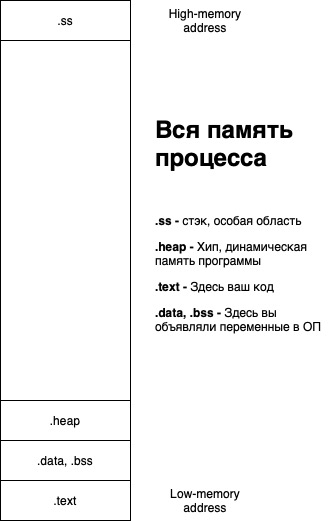 .ss
High-memory
address
Вся память
процесса
.ss - стэк, особая область
.heap - Хип, динамическая
память программы
.text - Здесь ваш код
.data, .bss - Здесь вы
объявляли переменные в ОП
.heap
.data, .bss
.text
Low-memory
address